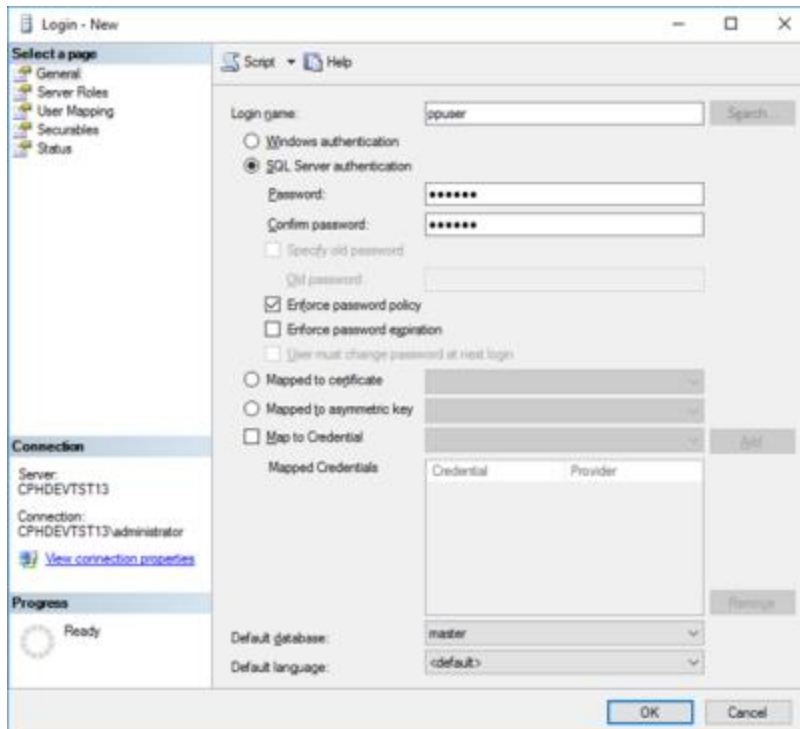 Login - New
Select a page
General
Server Roles
User Mapping
Securables
Status
Script Help
Login name: ppuser Search...
Windows authentication
SQL Server authentication
Password: ••••••
Confirm password: ••••••
Specify old password
Old password
Enforce password policy
Enforce password expiration
User must change password at next login
Mapped to certificate
Mapped to asymmetric key
Map to Credential Add
Mapped Credentials Credential Provider
Remove
Default database: master
Default language: <default>
Connection
Server:
CPHDEVTST13
Connection:
CPHDEVTST13\administrator
View connection properties
Progress
Ready
OK Cancel